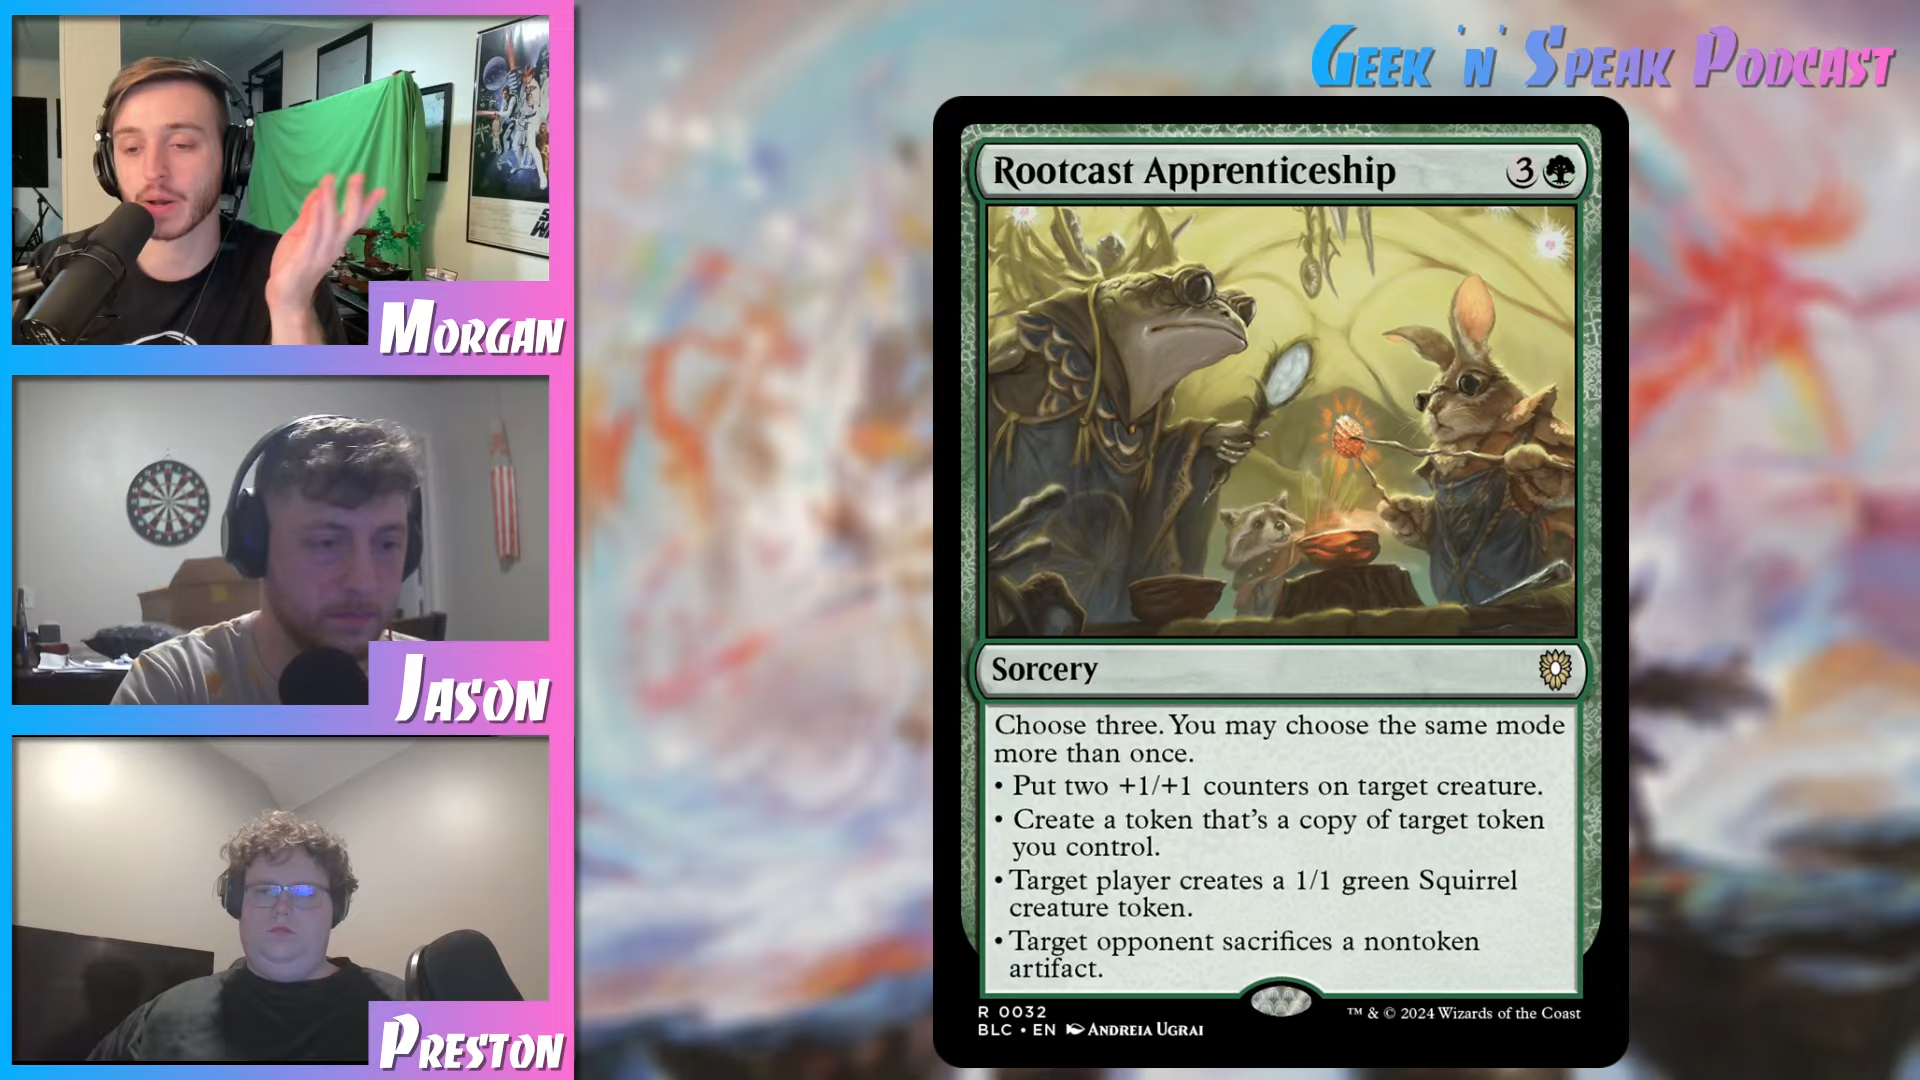 Geek 'n' Speak Podcast
Morgan
Jason
Preston
Rootcast Apprenticeship 3
Sorcery
Choose three. You may choose the same mode
more than once.
• Put two +1/+1 counters on target creature.
• Create a token that's a copy of target token
you control.
• Target player creates a 1/1 green Squirrel
creature token.
• Target opponent sacrifices a nontoken
artifact.
R 0032
BLC • EN Andreia Ugrai
™ & © 2024 Wizards of the Coast